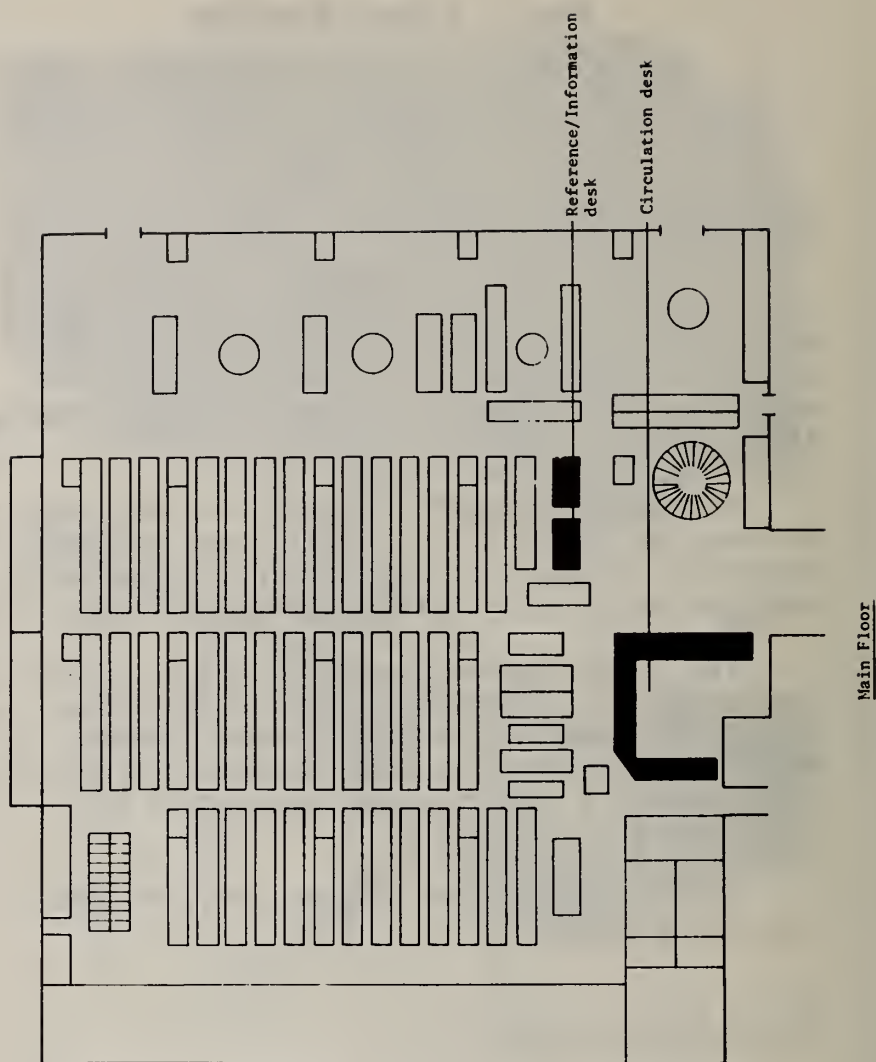 Reference/Information
desk
Circulation desk
Main Floor